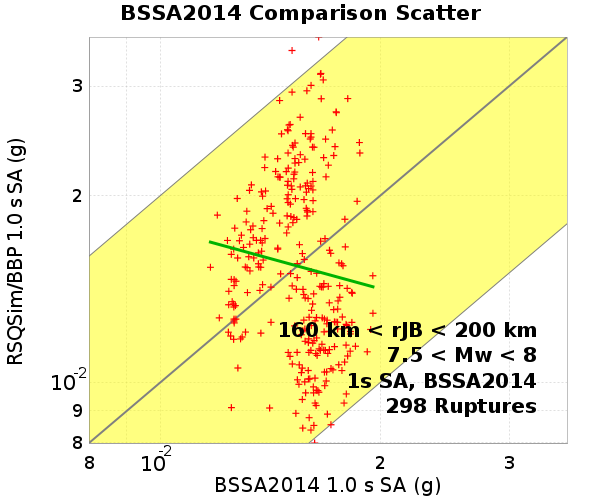 BSSA2014 Comparison Scatter
RSQSim/BBP 1.0 s SA (g)
3
2
10-2
9
8
160 km < rJB < 200 km
7.5 < Mw < 8
1s SA, BSSA2014
298 Ruptures
8 10-2 2 3
BSSA2014 1.0 s SA (g)